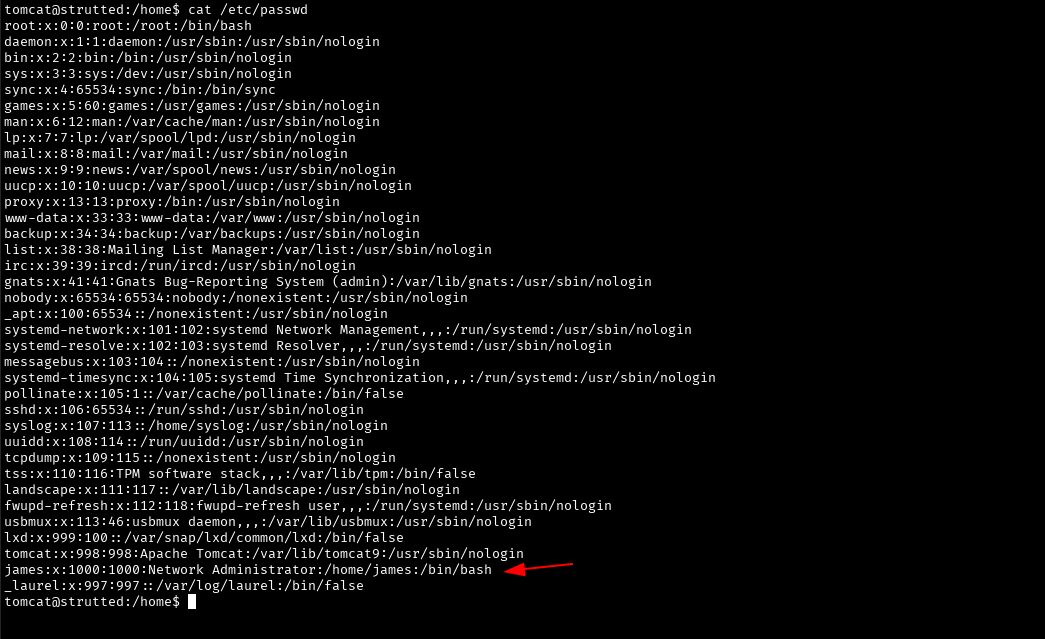 tomcat@strutted:/home$ cat /etc/passwd
root:x:0:0:root:/root:/bin/bash
daemon:x:1:1:daemon:/usr/sbin:/usr/sbin/nologin
bin:x:2:2:bin:/bin:/usr/sbin/nologin
sys:x:3:3:sys:/dev:/usr/sbin/nologin
sync:x:4:65534:sync:/bin:/bin/sync
games:x:5:60:games:/usr/games:/usr/sbin/nologin
man:x:6:12:man:/var/cache/man:/usr/sbin/nologin
lp:x:7:7:lp:/var/spool/lpd:/usr/sbin/nologin
mail:x:8:8:mail:/var/mail:/usr/sbin/nologin
news:x:9:9:news:/var/spool/news:/usr/sbin/nologin
uucp:x:10:10:uucp:/var/spool/uucp:/usr/sbin/nologin
proxy:x:13:13:proxy:/bin:/usr/sbin/nologin
www-data:x:33:33:www-data:/var/www:/usr/sbin/nologin
backup:x:34:34:backup:/var/backups:/usr/sbin/nologin
list:x:38:38:Mailing List Manager:/var/list:/usr/sbin/nologin
irc:x:39:39:ircd:/run/ircd:/usr/sbin/nologin
gnats:x:41:41:Gnats Bug-Reporting System (admin):/var/lib/gnats:/usr/sbin/nologin
nobody:x:65534:65534:nobody:/nonexistent:/usr/sbin/nologin
_apt:x:100:65534::/nonexistent:/usr/sbin/nologin
systemd-network:x:101:102:systemd Network Management,,,:/run/systemd:/usr/sbin/nologin
systemd-resolve:x:102:103:systemd Resolver,,,:/run/systemd:/usr/sbin/nologin
messagebus:x:103:104::/nonexistent:/usr/sbin/nologin
systemd-timesync:x:104:105:systemd Time Synchronization,,,:/run/systemd:/usr/sbin/nologin
pollinate:x:105:1::/var/cache/pollinate:/bin/false
sshd:x:106:65534::/run/sshd:/usr/sbin/nologin
syslog:x:107:113::/home/syslog:/usr/sbin/nologin
uuidd:x:108:114::/run/uuidd:/usr/sbin/nologin
tcpdump:x:109:115::/nonexistent:/usr/sbin/nologin
tss:x:110:116:TPM software stack,,,:/var/lib/tpm:/bin/false
landscape:x:111:117::/var/lib/landscape:/usr/sbin/nologin
fwupd-refresh:x:112:118:fwupd-refresh user,,,:/run/systemd:/usr/sbin/nologin
usbmux:x:113:46:usbmux daemon,,,:/var/lib/usbmux:/usr/sbin/nologin
lxd:x:999:100::/var/snap/lxd/common/lxd:/bin/false
tomcat:x:998:998:Apache Tomcat:/var/lib/tomcat9:/usr/sbin/nologin
james:x:1000:1000:Network Administrator:/home/james:/bin/bash
_laurel:x:997:997::/var/log/laurel:/bin/false
tomcat@strutted:/home$